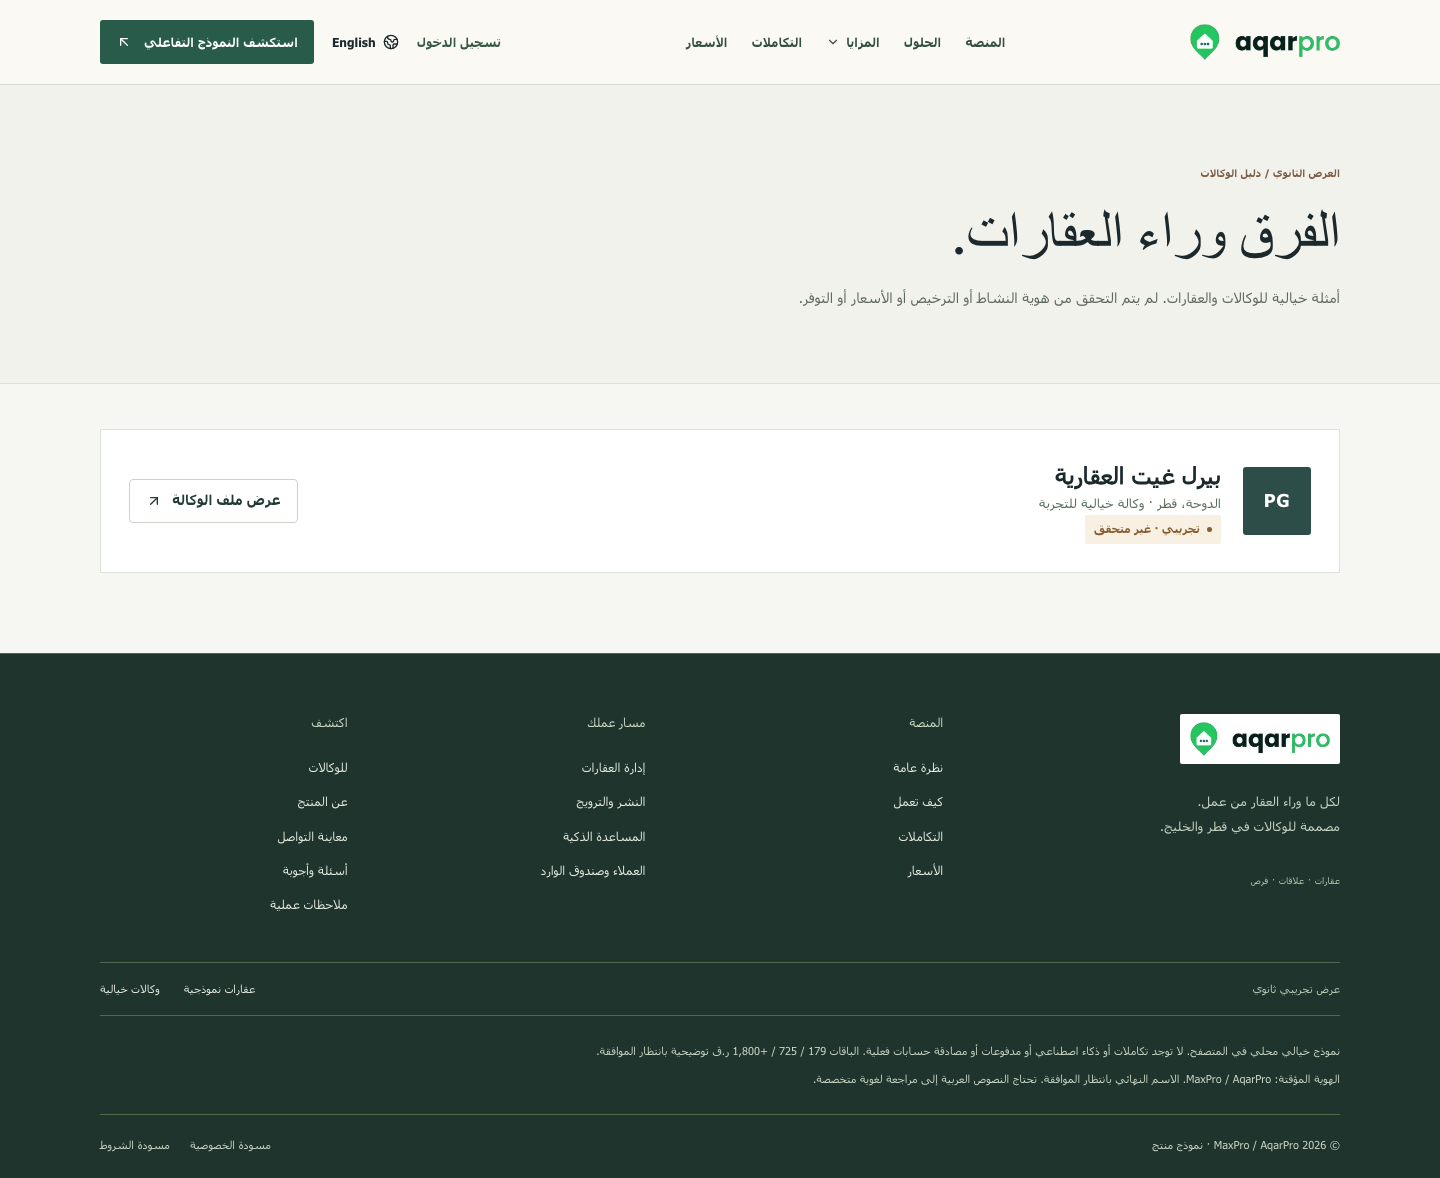 aqarpro
المنصة
الحلول
المزايا
التكاملات
الأسعار
تسجيل الدخول
English
استكشف النموذج التفاعلي
العرض الثانوي / دليل الوكالات
الفرق وراء العقارات.
أمثلة خيالية للوكالات والعقارات. لم يتم التحقق من هوية النشاط أو الترخيص أو الأسعار أو التوفر.
PG
بيرل غيت العقارية
الدوحة، قطر · وكالة خيالية للتجربة
تجريبي · غير متحقق
عرض ملف الوكالة
aqarpro
لكل ما وراء العقار من عمل.
مصممة للوكالات في قطر والخليج.
عقارات · علاقات · فرص
المنصة
نظرة عامة
كيف تعمل
التكاملات
الأسعار
مسار عملك
إدارة العقارات
النشر والترويج
المساعدة الذكية
العملاء وصندوق الوارد
اكتشف
للوكالات
عن المنتج
معاينة التواصل
أسئلة وأجوبة
ملاحظات عملية
عرض تجريبي ثانوي
عقارات نموذجية
وكالات خيالية
نموذج خيالي محلي في المتصفح. لا توجد تكاملات أو ذكاء اصطناعي أو مدفوعات أو مصادقة حسابات فعلية. الباقات 179 / 725 / +1,800 ر.ق توضيحية بانتظار الموافقة.
الهوية المؤقتة: MaxPro / AqarPro. الاسم النهائي بانتظار الموافقة. تحتاج النصوص العربية إلى مراجعة لغوية متخصصة.
© 2026 MaxPro / AqarPro · نموذج منتج
مسودة الخصوصية
مسودة الشروط